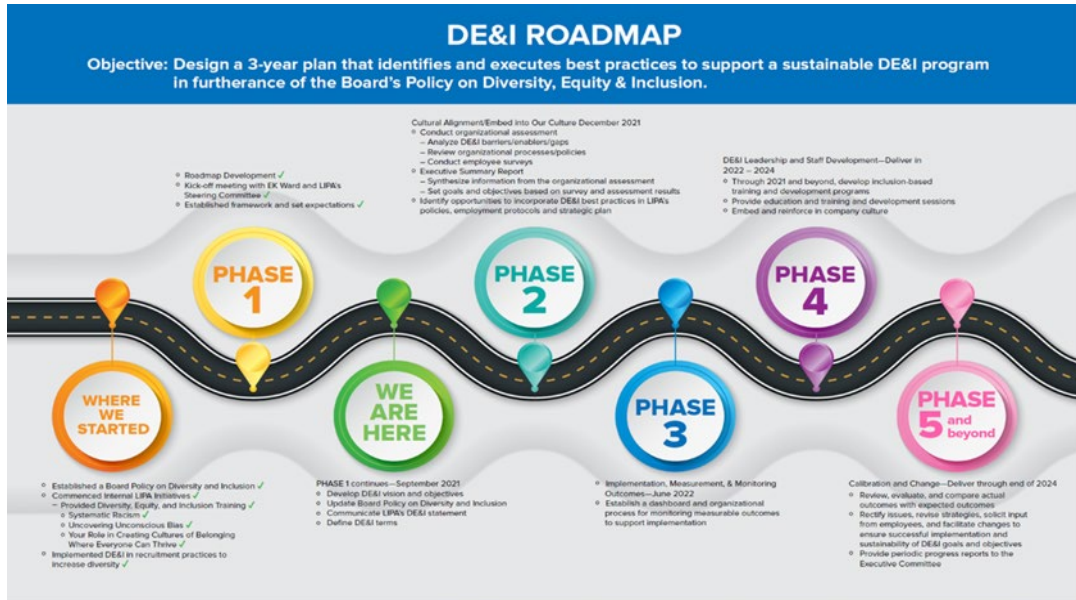 DE&I ROADMAP
Objective: Design a 3-year plan that identifies and executes best practices to support a sustainable DE&I program
in furtherance of the Board's Policy on Diversity, Equity & Inclusion.
Roadmap Development ✓
Kick-off meeting with EK Ward and LIPA's
Steering Committee ✓
Established framework and set expectations ✓
Cultural Alignment/Embed into Our Culture December 2021
Conduct organizational assessment
– Analyze DE&I barriers/enablers/gaps
– Review organizational processes/policies
– Conduct employee surveys
Executive Summary Report
– Synthesize information from the organizational assessment
– Set goals and objectives based on survey and assessment results
Identify opportunities to incorporate DE&I best practices in LIPA's
policies, employment protocols and strategic plan
DE&I Leadership and Staff Development—Deliver in
2022 – 2024
Through 2021 and beyond, develop inclusion-based
training and development programs
Provide education and training and development sessions
Embed and reinforce in company culture
PHASE
1
PHASE
2
PHASE
4
WHERE
WE
STARTED
WE
ARE
HERE
PHASE
3
PHASE
5 and
beyond
Established a Board Policy on Diversity and Inclusion ✓
Commenced Internal LIPA Initiatives ✓
– Provided Diversity, Equity, and Inclusion Training ✓
Systematic Racism ✓
Uncovering Unconscious Bias ✓
Your Role in Creating Cultures of Belonging
Where Everyone Can Thrive ✓
Implemented DE&I in recruitment practices to
increase diversity ✓
PHASE 1 continues—September 2021
Develop DE&I vision and objectives
Update Board Policy on Diversity and Inclusion
Communicate LIPA's DE&I statement
Define DE&I terms
Implementation, Measurement, & Monitoring
Outcomes—June 2022
Establish a dashboard and organizational
process for monitoring measurable outcomes
to support implementation
Calibration and Change—Deliver through end of 2024
Review, evaluate, and compare actual
outcomes with expected outcomes
Rectify issues, revise strategies, solicit input
from employees, and facilitate changes to
ensure successful implementation and
sustainability of DE&I goals and objectives
Provide periodic progress reports to the
Executive Committee